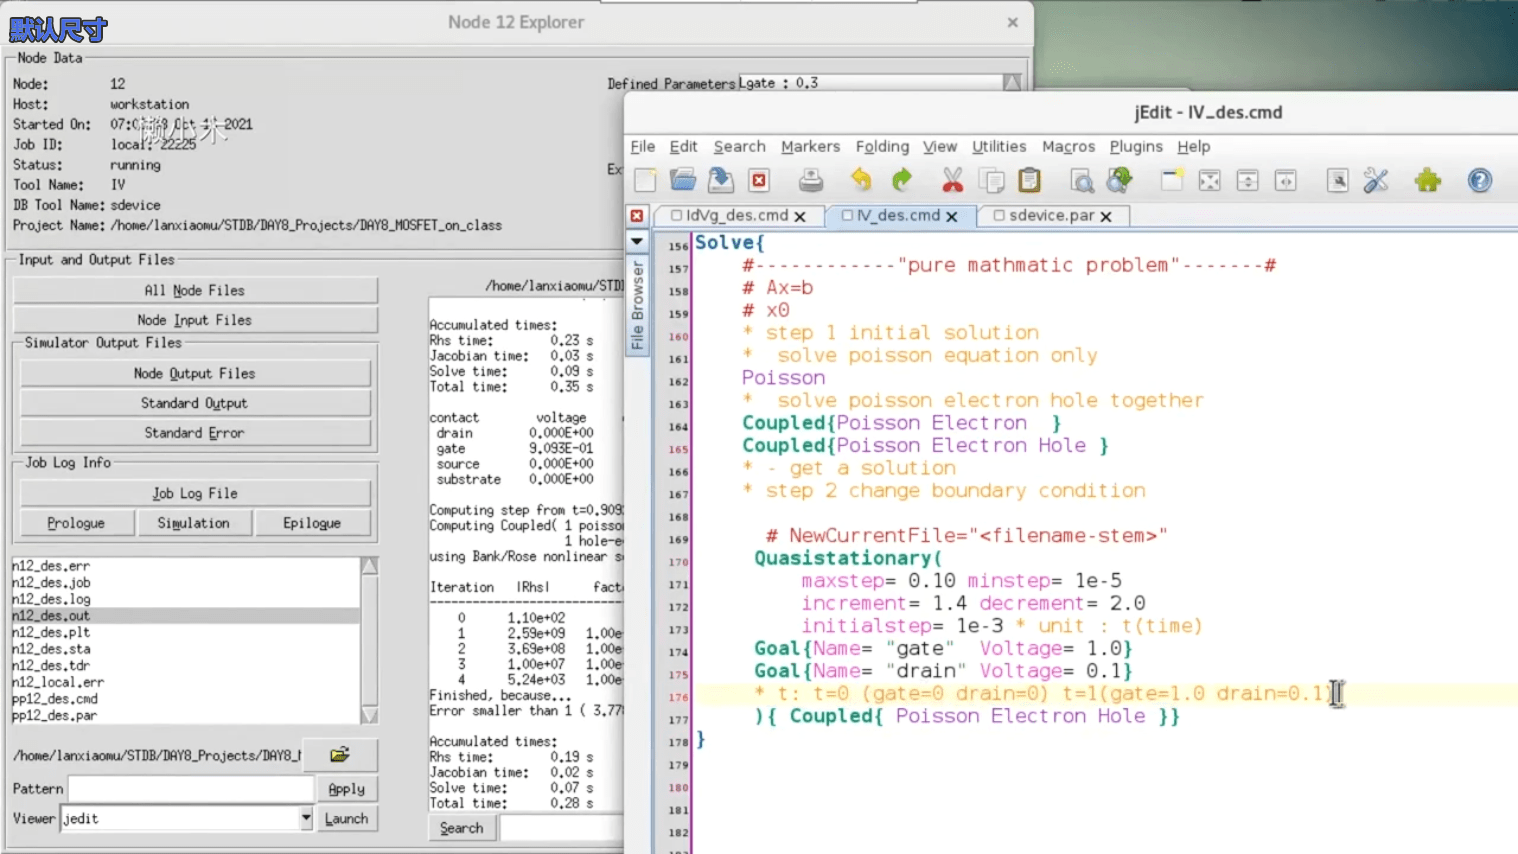 默认尺寸
Node 12 Explorer
Node Data
Node: 12
Host: workstation
Started On: 2021
懒小木
Job ID: local: 22225
Status: running
Tool Name: IV
DB Tool Name: sdevice
Project Name: /home/lanxiaomu/STDB/DAY8_Projects/DAY8_MOSFET_on_class
Defined Parameters Lgate : 0.3
Input and Output Files
All Node Files
Node Input Files
Simulator Output Files
Node Output Files
Standard Output
Standard Error
Job Log Info
Job Log File
Prologue
Simulation
Epilogue
n12_des.err
n12_des.job
n12_des.log
n12_des.out
n12_des.plt
n12_des.sta
n12_des.tdr
n12_local.err
pp12_des.cmd
pp12_des.par
/home/lanxiaomu/STDB/DAY8_Projects/DAY8_
Pattern
Apply
Viewer jedit
Launch
/home/lanxiaomu/STD
Accumulated times:
Rhs time: 0.23 s
Jacobian time: 0.03 s
Solve time: 0.09 s
Total time: 0.35 s
contact voltage
drain 0.000E+00
gate 9.093E-01
source 0.000E+00
substrate 0.000E+00
Computing step from t=0.909
Computing Coupled( 1 poisso
1 hole-e
using Bank/Rose nonlinear s
Iteration |Rhs| fact
0 1.10e+02
1 2.59e+09 1.00e
2 3.69e+08 1.00e
3 1.00e+07 1.00e
4 5.24e+03 1.00e
Finished, because...
Error smaller than 1 ( 3.77
Accumulated times:
Rhs time: 0.19 s
Jacobian time: 0.02 s
Solve time: 0.07 s
Total time: 0.28 s
Search
jEdit - IV_des.cmd
File Edit Search Markers Folding View Utilities Macros Plugins Help
IdVg_des.cmd
IV_des.cmd
sdevice.par
File Browser
156 Solve{
157 #------------"pure mathmatic problem"-------#
158 # Ax=b
159 # x0
160 * step 1 initial solution
161 * solve poisson equation only
162 Poisson
163 * solve poisson electron hole together
164 Coupled{Poisson Electron }
165 Coupled{Poisson Electron Hole }
166 * - get a solution
167 * step 2 change boundary condition
168
169 # NewCurrentFile="<filename-stem>"
170 Quasistationary(
171 maxstep= 0.10 minstep= 1e-5
172 increment= 1.4 decrement= 2.0
173 initialstep= 1e-3 * unit : t(time)
174 Goal{Name= "gate" Voltage= 1.0}
175 Goal{Name= "drain" Voltage= 0.1}
176 * t: t=0 (gate=0 drain=0) t=1(gate=1.0 drain=0.1)
177 ){ Coupled{ Poisson Electron Hole }}
178 }
179
180
181
182